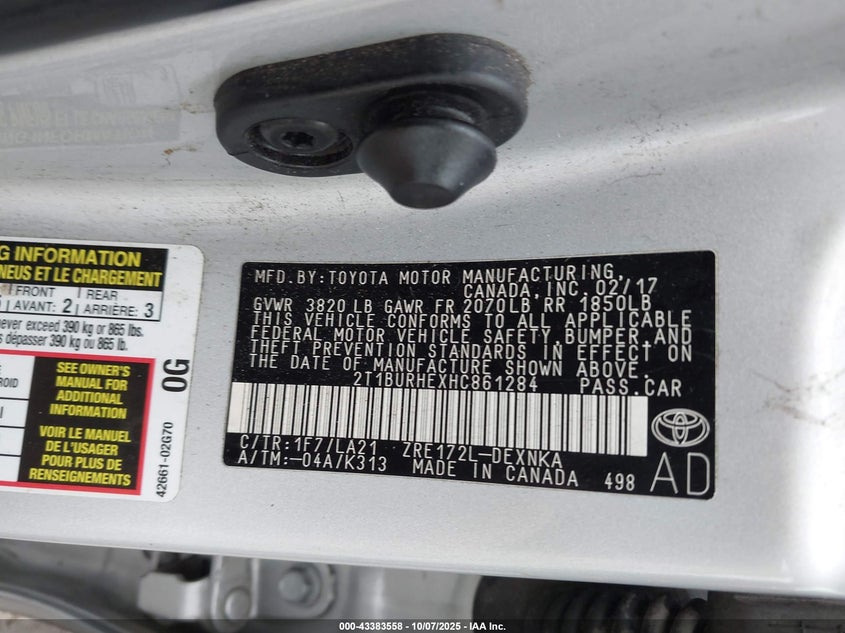 G INFORMATION
PNEUS ET LE CHARGEMENT
FRONT
AVANT: 2
REAR
ARRIÈRE: 3
never exceed 390 kg or 865 lbs.
dépasser 390 kg ou 865 lb.
SEE OWNER'S
MANUAL FOR
ADDITIONAL
INFORMATION
VOIR MANUEL
DE L'USAGER
POUR PLUS DE
RENSEIGNEMENTS
0G
42661-02G70
MFD.BY:TOYOTA MOTOR MANUFACTURING,
CANADA,INC.02/17
GVWR 3820 LB GAWR FR 2070LB RR 1850LB
THIS VEHICLE CONFORMS TO ALL APPLICABLE
FEDERAL MOTOR VEHICLE SAFETY,BUMPER,AND
THEFT PREVENTION STANDARDS IN EFFECT ON
THE DATE OF MANUFACTURE SHOWN ABOVE.
2T1BURHEXHC861284 PASS.CAR
C/TR:1F7/LA21 ZRE172L-DEXNKA
A/TM:-04A/K313 MADE IN CANADA 498
AD
000-43383558 - 10/07/2025 - IAA Inc.